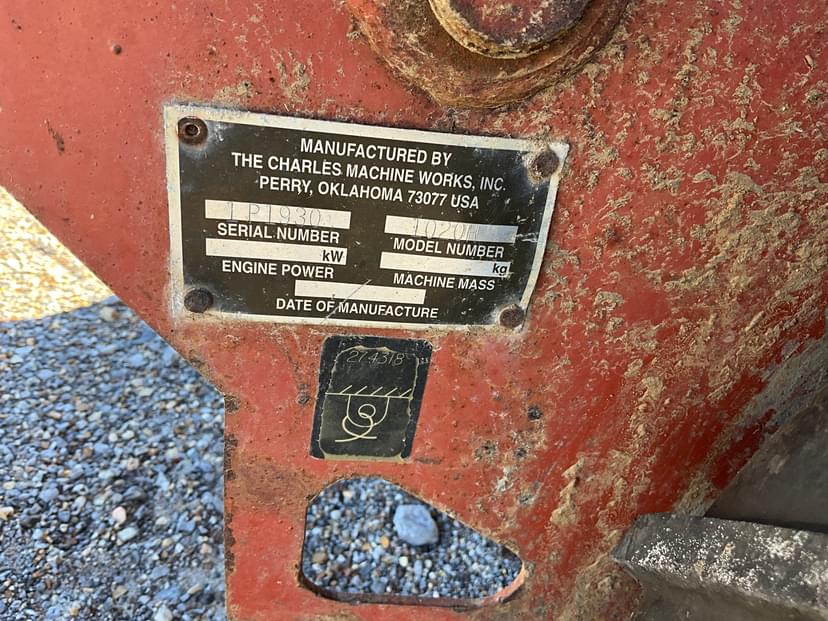 MANUFACTURED BY
THE CHARLES MACHINE WORKS, INC.
PERRY, OKLAHOMA 73077 USA
SERIAL NUMBER
MODEL NUMBER
kW
kg
ENGINE POWER
MACHINE MASS
DATE OF MANUFACTURE